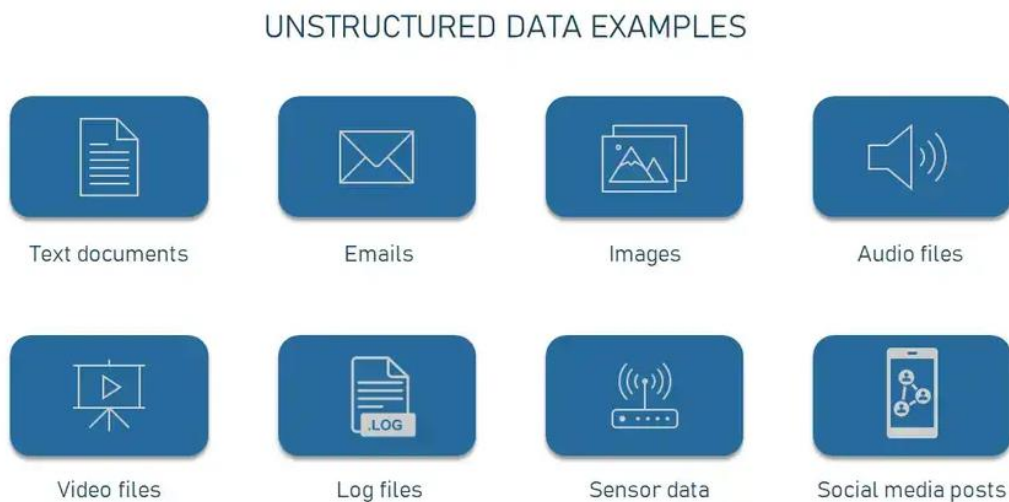 UNSTRUCTURED DATA EXAMPLES
Text documents
Emails
Images
Audio files
.LOG
Video files
Log files
Sensor data
Social media posts